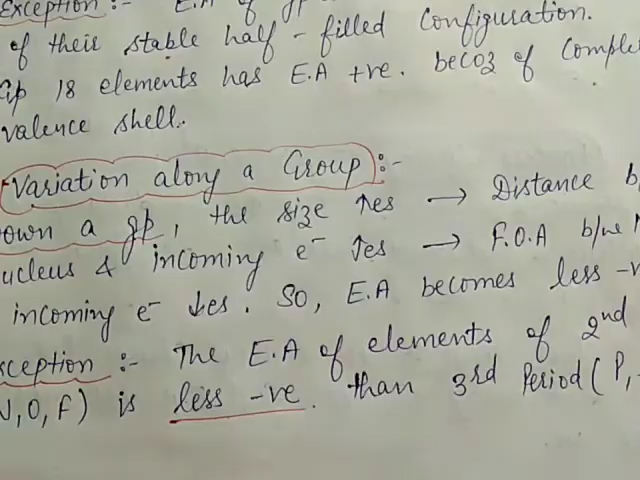 Exception :- E.A of gp
of their stable half-filled configuration.
Gp 18 elements has E.A +ve. becoz of Comple
valence shell.
Variation along a Group :-
own a gp, the size ↑es → Distance b
ucleus & incoming e⁻ ↑es → F.O.A b/w
incoming e⁻ ↓es. So, E.A becomes less -v
xception :- The E.A of elements of 2nd
N, O, F) is less -ve than 3rd Period (P,